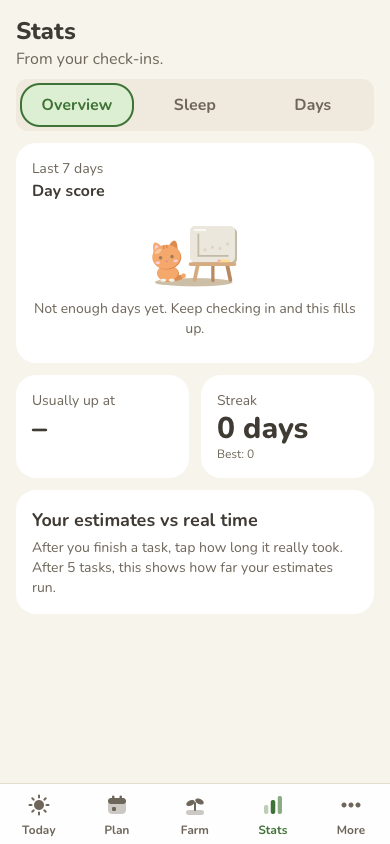 Stats
From your check-ins.
Overview
Sleep
Days
Last 7 days
Day score
Not enough days yet. Keep checking in and this fills
up.
Usually up at
–
Streak
0 days
Best: 0
Your estimates vs real time
After you finish a task, tap how long it really took.
After 5 tasks, this shows how far your estimates
run.
Today
Plan
Farm
Stats
More